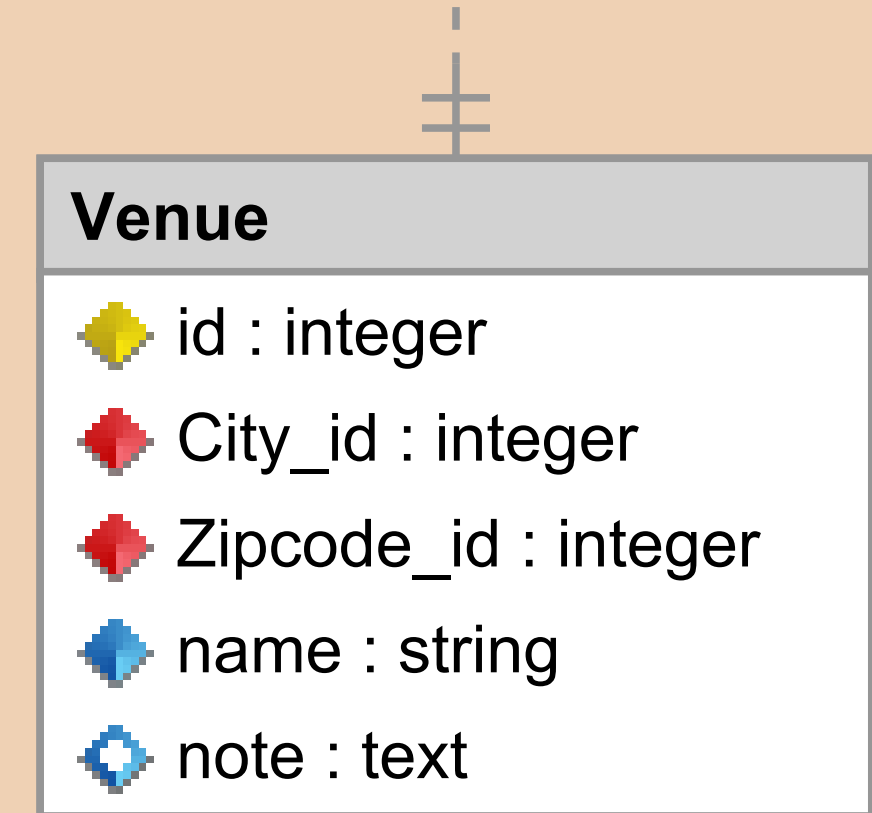 Venue
id : integer
City_id : integer
Zipcode_id : integer
name : string
note : text